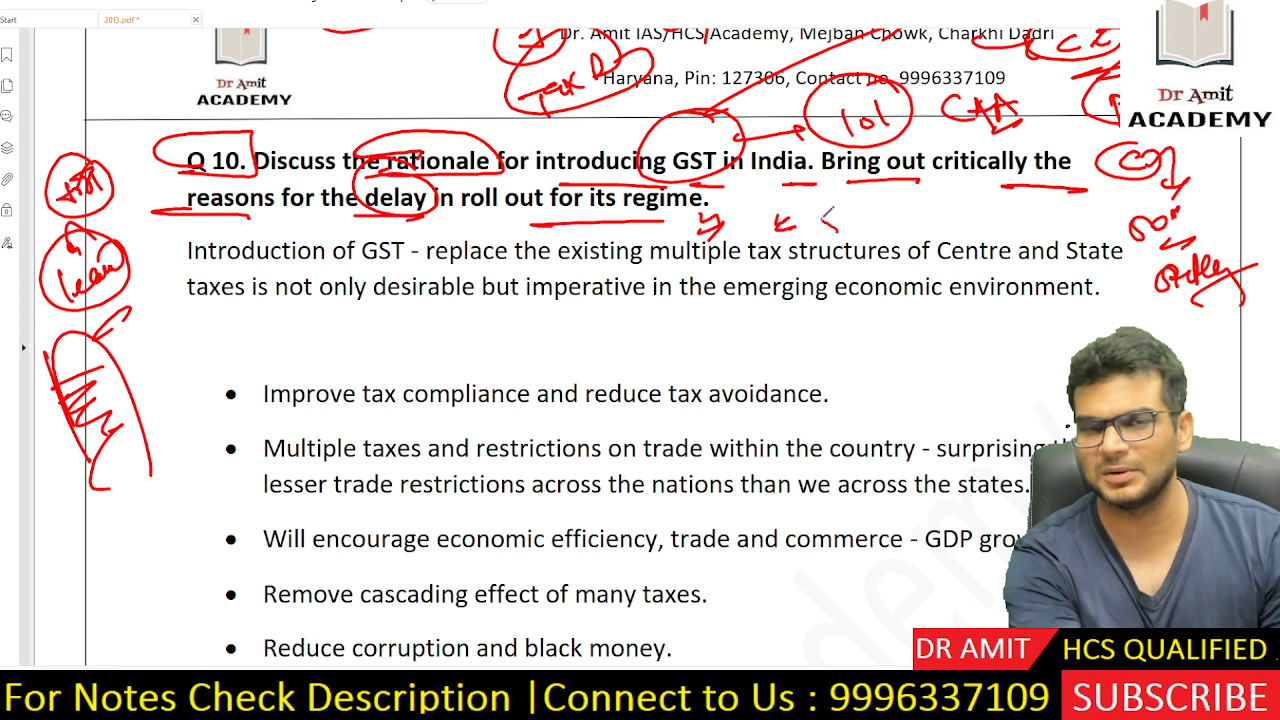 Start
2013.pdf *
Dr. Amit IAS/HCS Academy, Mejban Chowk, Charkhi Dadri
Haryana, Pin: 127306, Contact no. 9996337109
Dr Amit
ACADEMY
Dr Amit
ACADEMY
Tax
101
CAA
Q 10. Discuss the rationale for introducing GST in India. Bring out critically the
reasons for the delay in roll out for its regime.
Introduction of GST - replace the existing multiple tax structures of Centre and State
taxes is not only desirable but imperative in the emerging economic environment.
• Improve tax compliance and reduce tax avoidance.
• Multiple taxes and restrictions on trade within the country - surprising
lesser trade restrictions across the nations than we across the states.
• Will encourage economic efficiency, trade and commerce - GDP
• Remove cascading effect of many taxes.
• Reduce corruption and black money.
DR AMIT HCS QUALIFIED
For Notes Check Description |Connect to Us : 9996337109 SUBSCRIBE